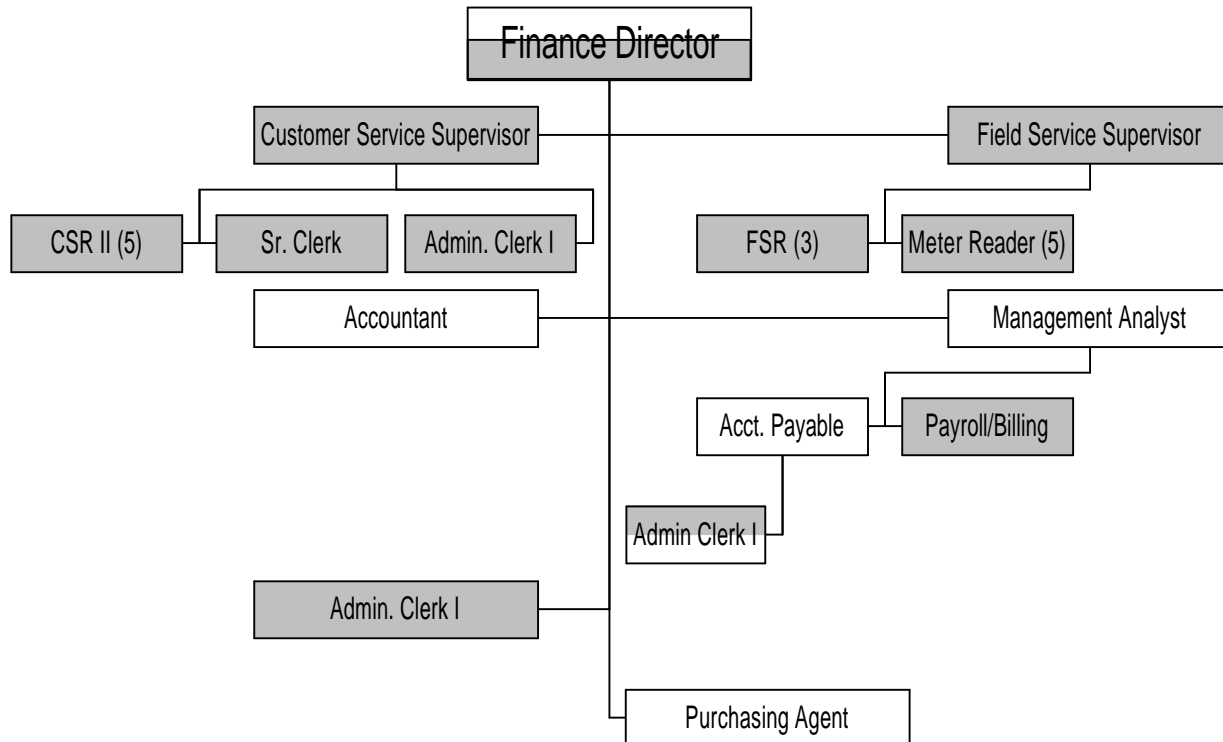 Finance Director
Customer Service Supervisor
Field Service Supervisor
CSR II (5)
Sr. Clerk
Admin. Clerk I
FSR (3)
Meter Reader (5)
Accountant
Management Analyst
Acct. Payable
Payroll/Billing
Admin Clerk I
Admin. Clerk I
Purchasing Agent